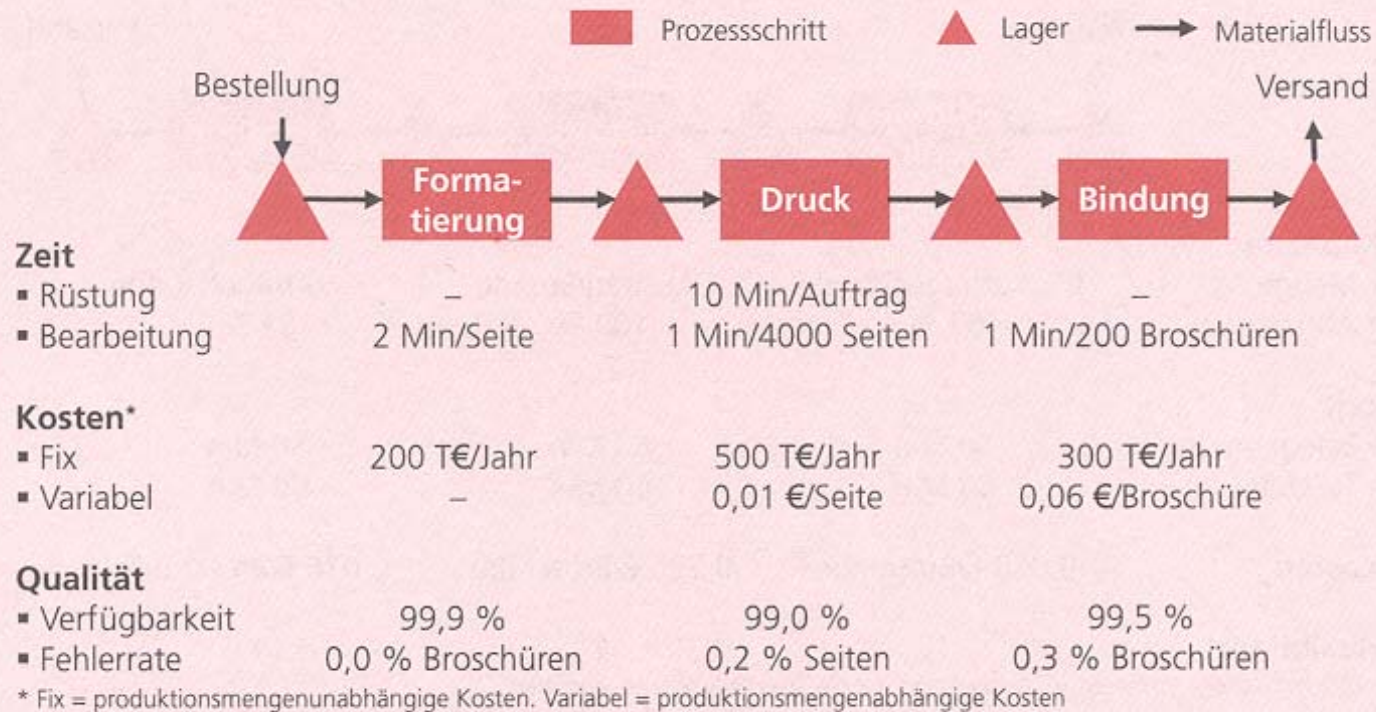 Prozessschritt Lager Materialfluss
Bestellung Versand
Forma-
tierung
Druck
Bindung
Zeit
▪ Rüstung – 10 Min/Auftrag –
▪ Bearbeitung 2 Min/Seite 1 Min/4000 Seiten 1 Min/200 Broschüren
Kosten*
▪ Fix 200 T€/Jahr 500 T€/Jahr 300 T€/Jahr
▪ Variabel – 0,01 €/Seite 0,06 €/Broschüre
Qualität
▪ Verfügbarkeit 99,9 % 99,0 % 99,5 %
▪ Fehlerrate 0,0 % Broschüren 0,2 % Seiten 0,3 % Broschüren
* Fix = produktionsmengenunabhängige Kosten. Variabel = produktionsmengenabhängige Kosten